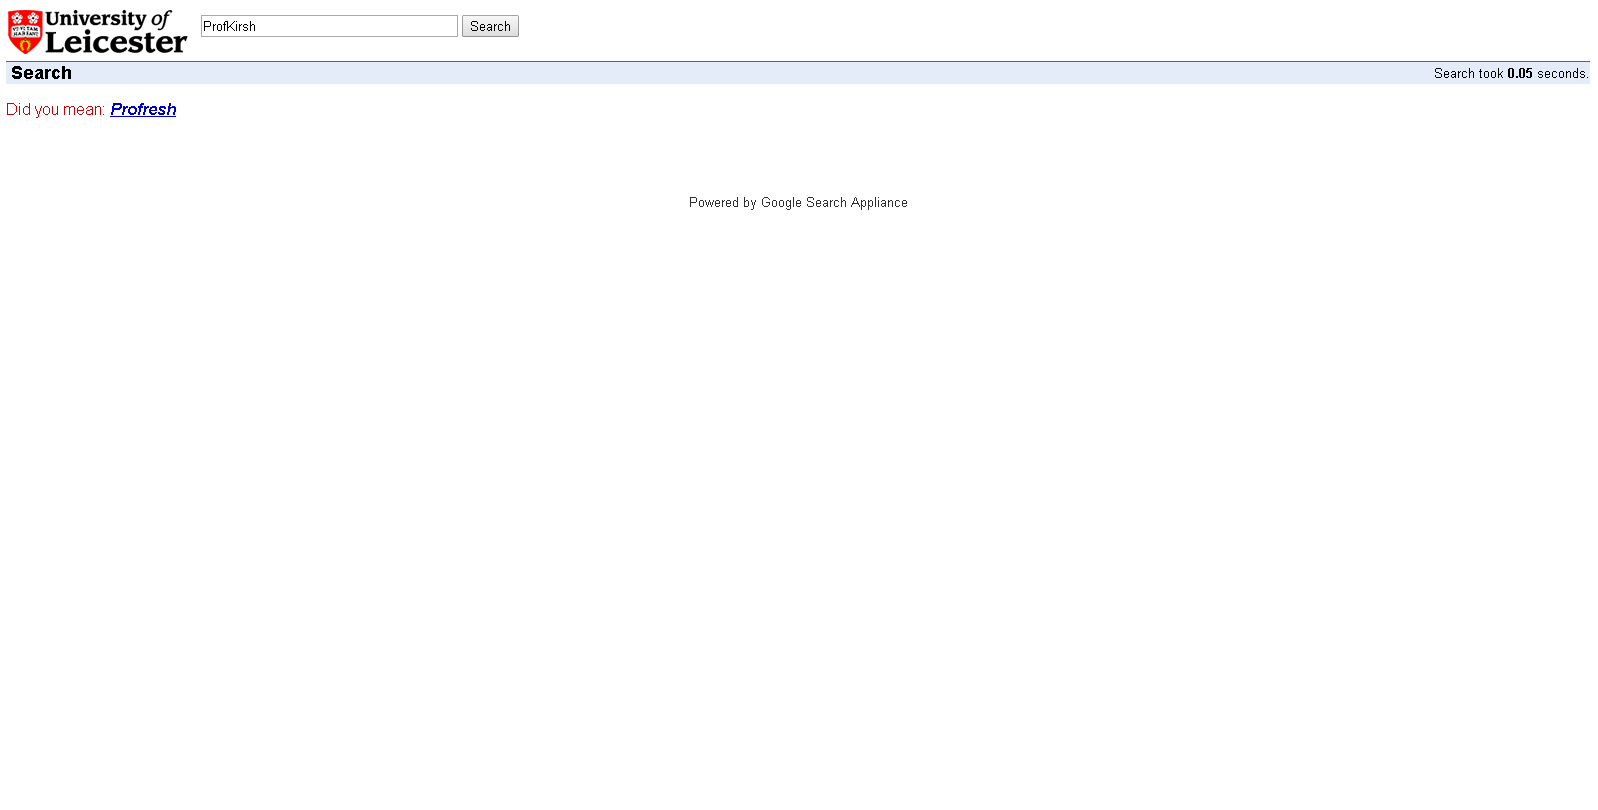 University of
Leicester
ProfKirsh
Search
Search
Search took 0.05 seconds.
Did you mean: Profresh
Powered by Google Search Appliance